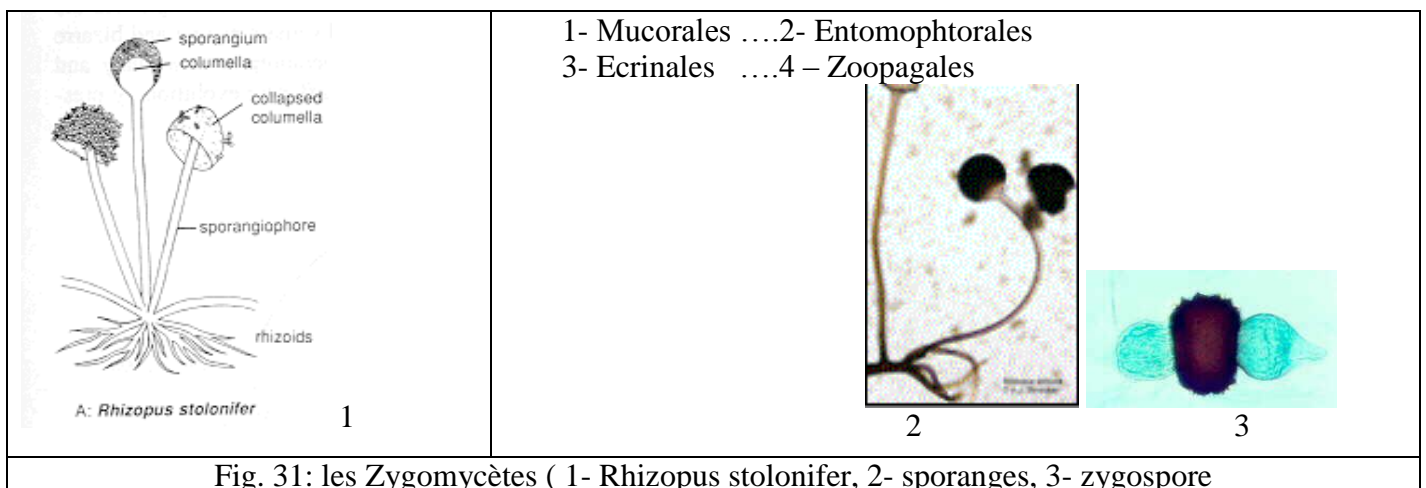 sporangium
columella
collapsed
columella
sporangiophore
rhizoids
A: Rhizopus stolonifer
1
1- Mucorales ….2- Entomophtorales
3- Ecrinales ….4 – Zoopagales
2
3
Fig. 31: les Zygomycètes ( 1- Rhizopus stolonifer, 2- sporanges, 3- zygospore